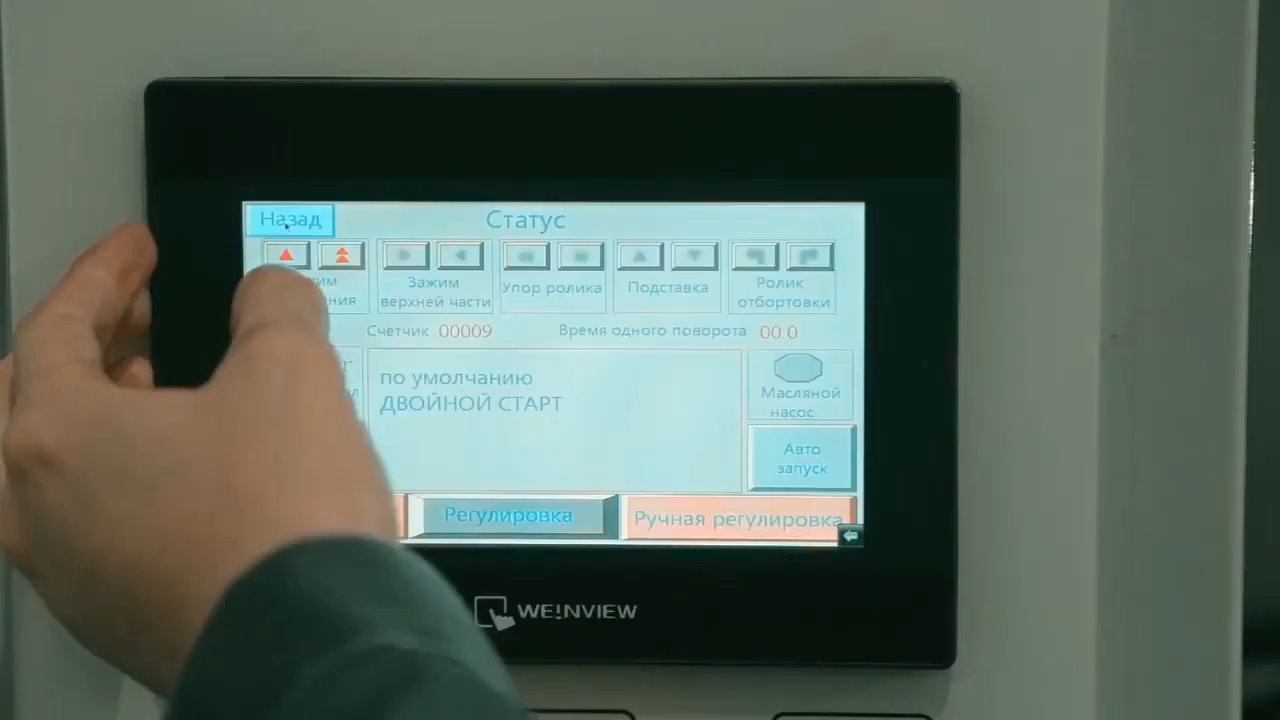 Назад
Статус
Зажим
верхней части
Упор ролика
Подставка
Ролик
отбортовки
Счетчик 00009
Время одного поворота 00.0
по умолчанию
ДВОЙНОЙ СТАРТ
Масляной
насос
Авто
запуск
Регулировка
Ручная регулировка
WE!NVIEW